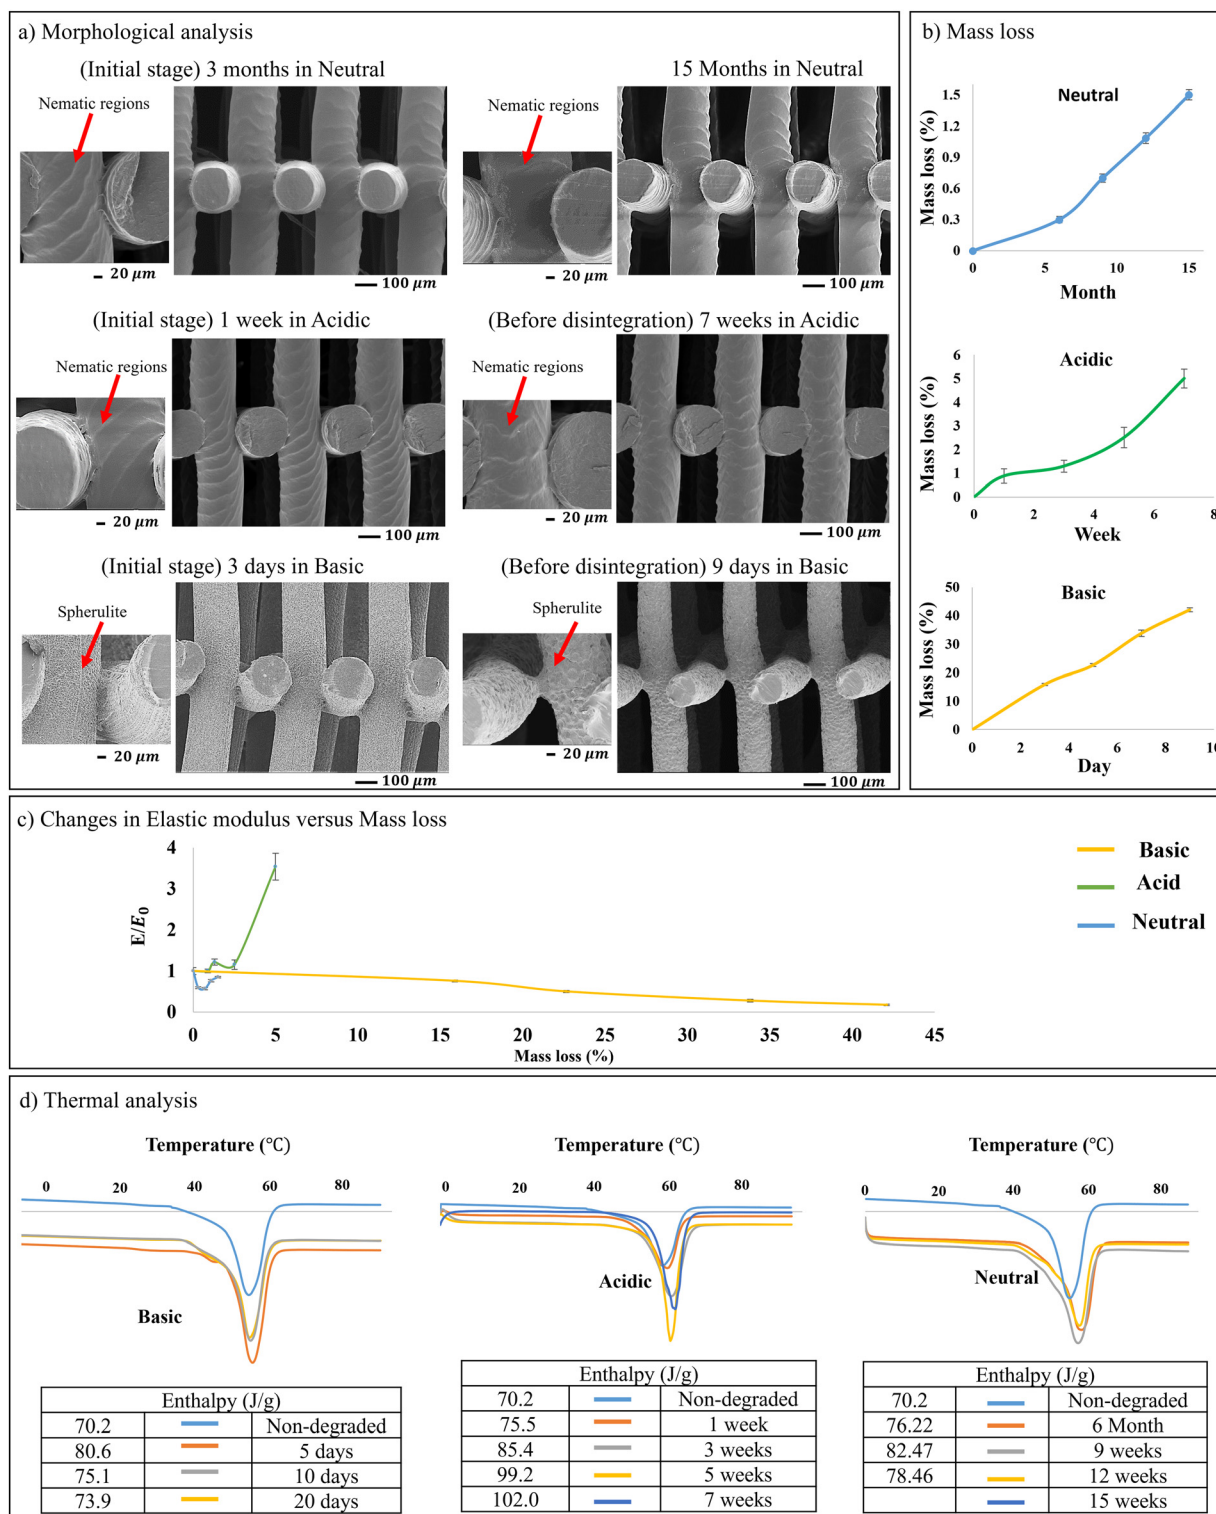 a) Morphological analysis
(Initial stage) 3 months in Neutral
15 Months in Neutral
Nematic regions
Nematic regions
20 μm
100 μm
20 μm
100 μm
(Initial stage) 1 week in Acidic
(Before disintegration) 7 weeks in Acidic
Nematic regions
Nematic regions
20 μm
100 μm
20 μm
100 μm
(Initial stage) 3 days in Basic
(Before disintegration) 9 days in Basic
Spherulite
Spherulite
20 μm
100 μm
20 μm
100 μm
b) Mass loss
Neutral
Mass loss (%)
1.5
1.2
0.9
0.6
0.3
0
0 5 10 15
Month
Acidic
Mass loss (%)
6
5
4
3
2
1
0
0 2 4 6 8
Week
Basic
Mass loss (%)
50
40
30
20
10
0
0 2 4 6 8 10
Day
c) Changes in Elastic modulus versus Mass loss
E/E₀
4
3
2
1
0
0 5 10 15 20 25 30 35 40 45
Mass loss (%)
Basic
Acid
Neutral
d) Thermal analysis
Temperature (℃)
0 20 40 60 80
Basic
Enthalpy (J/g)
70.2 Non-degraded
80.6 5 days
75.1 10 days
73.9 20 days
Temperature (℃)
0 20 40 60 80
Acidic
Enthalpy (J/g)
70.2 Non-degraded
75.5 1 week
85.4 3 weeks
99.2 5 weeks
102.0 7 weeks
Temperature (℃)
0 20 40 60 80
Neutral
Enthalpy (J/g)
70.2 Non-degraded
76.22 6 Month
82.47 9 weeks
78.46 12 weeks
15 weeks